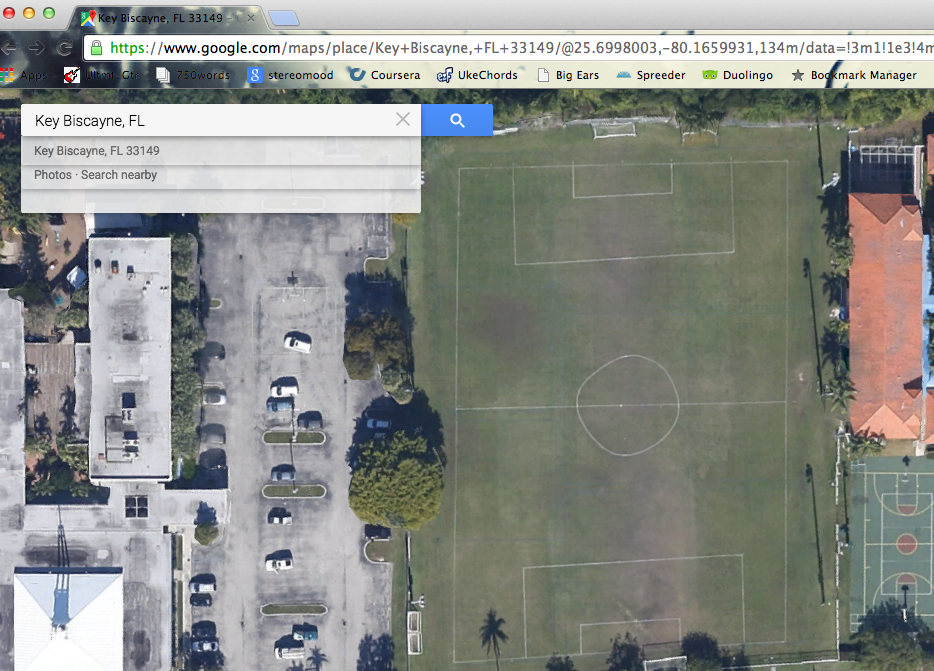 Key Biscayne, FL 33149
https://www.google.com/maps/place/Key+Biscayne,+FL+33149/@25.6998003,-80.1659931,134m/data=!3m1!1e3!4m
Apps Ultimt Gtr 750words stereomood Coursera UkeChords Big Ears Spreeder Duolingo Bookmark Manager
Key Biscayne, FL
Key Biscayne, FL 33149
Photos · Search nearby